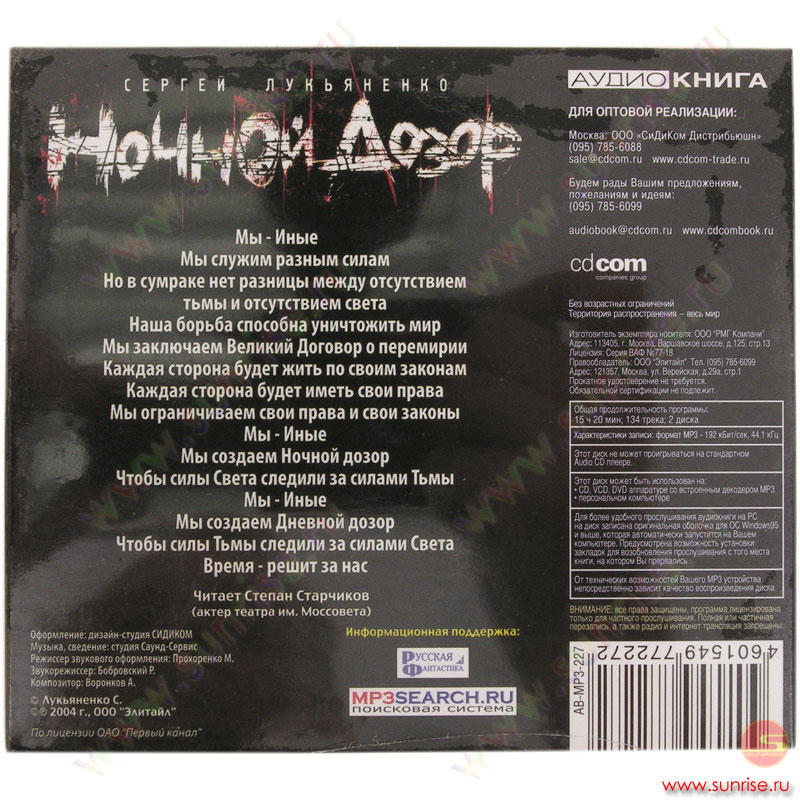 СЕРГЕЙ ЛУКЬЯНЕНКО
НОЧНОЙ ДОЗОР
Мы - Иные
Мы служим разным силам
Но в сумраке нет разницы между отсутствием
тьмы и отсутствием света
Наша борьба способна уничтожить мир
Мы заключаем Великий Договор о перемирии
Каждая сторона будет жить по своим законам
Каждая сторона будет иметь свои права
Мы ограничиваем свои права и свои законы
Мы - Иные
Мы создаем Ночной дозор
Чтобы силы Света следили за силами Тьмы
Мы - Иные
Мы создаем Дневной дозор
Чтобы силы Тьмы следили за силами Света
Время - решит за нас
Читает Степан Старчиков
(актер театра им. Моссовета)
Оформление: дизайн-студия СИДИКОМ
Музыка, сведение: студия Саунд-Сервис
Режиссер звукового оформления: Прохоренко М.
Звукорежиссер: Бобровский Р.
Композитор: Воронков А.
© Лукьяненко С.
©℗ 2004 г., ООО "Элитайл"
По лицензии ОАО "Первый канал"
Информационная поддержка:
РУССКАЯ
ФАНТАСТИКА
MP3SEARCH.RU
ПОИСКОВАЯ СИСТЕМА
АУДИОКНИГА
ДЛЯ ОПТОВОЙ РЕАЛИЗАЦИИ:
Москва: ООО «СиДиКом Дистрибьюшн»
(095) 785-6088
sale@cdcom.ru www.cdcom-trade.ru
Будем рады Вашим предложениям,
пожеланиям и идеям:
(095) 785-6099
audiobook@cdcom.ru www.cdcombook.ru
cdcom
companies group
Без возрастных ограничений
Территория распространения – весь мир
Изготовитель экземпляра носителя: ООО "РМГ Компани"
Адрес: 113405, г. Москва, Варшавское шоссе, д.125, стр.13
Лицензия: Серия ВАФ №77-18
Правообладатель: ООО "Элитайл" Тел. (095) 785-6099
Адрес: 121357, Москва, ул. Верейская, д.29а, стр.1
Прокатное удостоверение не требуется.
Обязательной сертификации не подлежит.
Общая продолжительность программы:
15 ч 20 мин; 134 трека; 2 диска
Характеристики записи: формат MP3 - 192 кБит/сек, 44,1 кГц
Этот диск не может проигрываться на стандартном
Audio CD плеере.
Этот диск может быть использован на:
• CD, VCD, DVD аппаратуре со встроенным декодером MP3
• персональном компьютере
Для более удобного прослушивания аудиокниги на PC
на диск записана оригинальная оболочка для ОС Windows95
и выше, которая автоматически запустится на Вашем
компьютере. Предусмотрена возможность установки
закладок для возобновления прослушивания с того места
книги, на котором Вы прервались
От технических возможностей Вашего MP3 устройства
непосредственно зависит качество воспроизведения диска
ВНИМАНИЕ: все права защищены, программа лицензирована
только для частного прослушивания. Полная или частичная
перезапись, а также радио и интернет трансляция запрещены.
AB-MP3-227
4601549772272
S
www.sunrise.ru